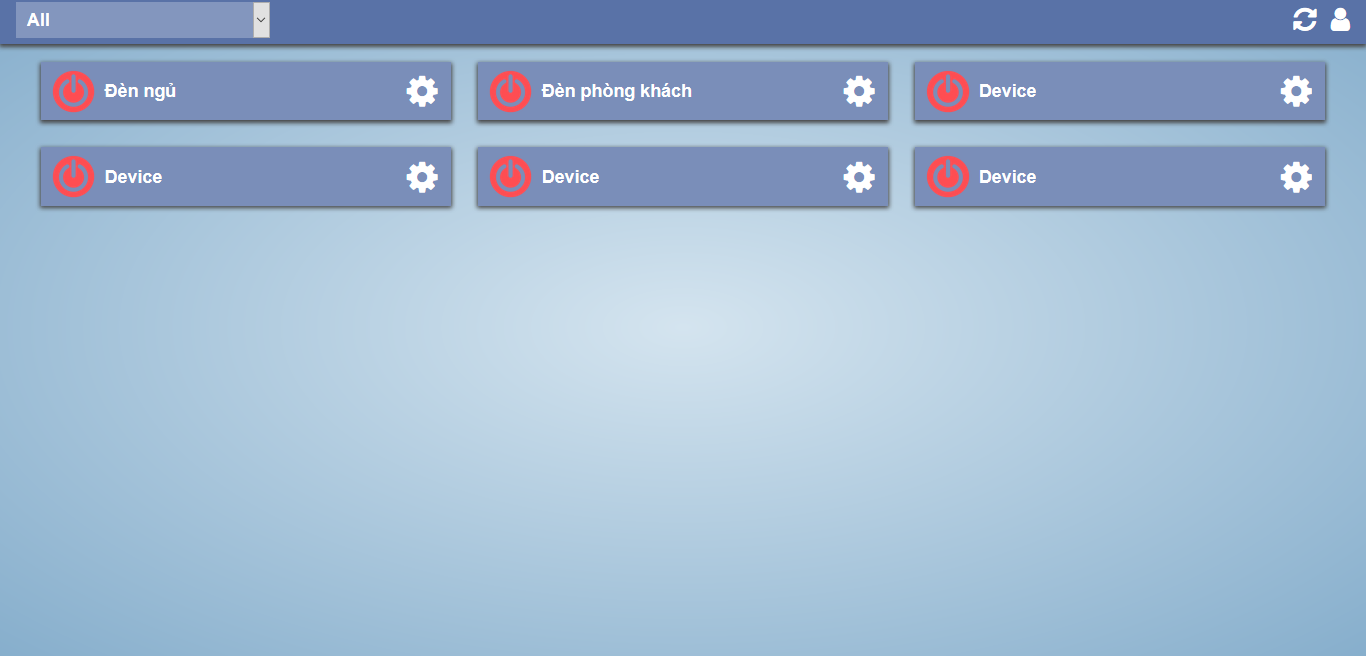 All
Đèn ngủ
Đèn phòng khách
Device
Device
Device
Device